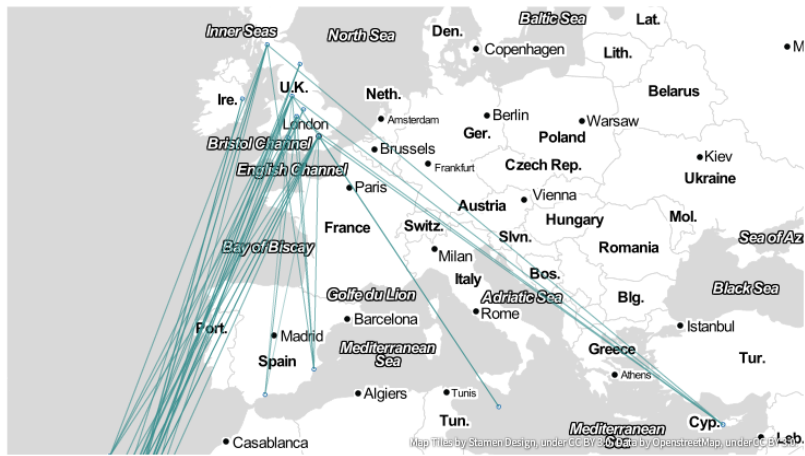 Baltic Sea
Lat.
Inner Seas
North Sea
Den.
Copenhagen
M
Lith.
U.K.
Neth.
Belarus
Ire.
London
Amsterdam
Berlin
Warsaw
Ger.
Poland
Bristol Channel
Brussels
Frankfurt
Czech Rep.
Kiev
English Channel
Ukraine
Paris
Vienna
Austria
France
Switz.
Hungary
Mol.
Slvn.
Romania
Sea of Az
Bay of Biscay
Milan
Italy
Bos.
Golfe du Lion
Adriatic Sea
Blg.
Black Sea
Barcelona
Rome
Port.
Madrid
Istanbul
Mediterranean
Sea
Greece
Tur.
Spain
Athens
Algiers
Tunis
Tun.
Cyp.
Mediterranean
Sea
Casablanca
Leb.
Map Tiles by Stamen Design, under CC BY 3.0. Data by OpenstreetMap, under CC BY 3.0.